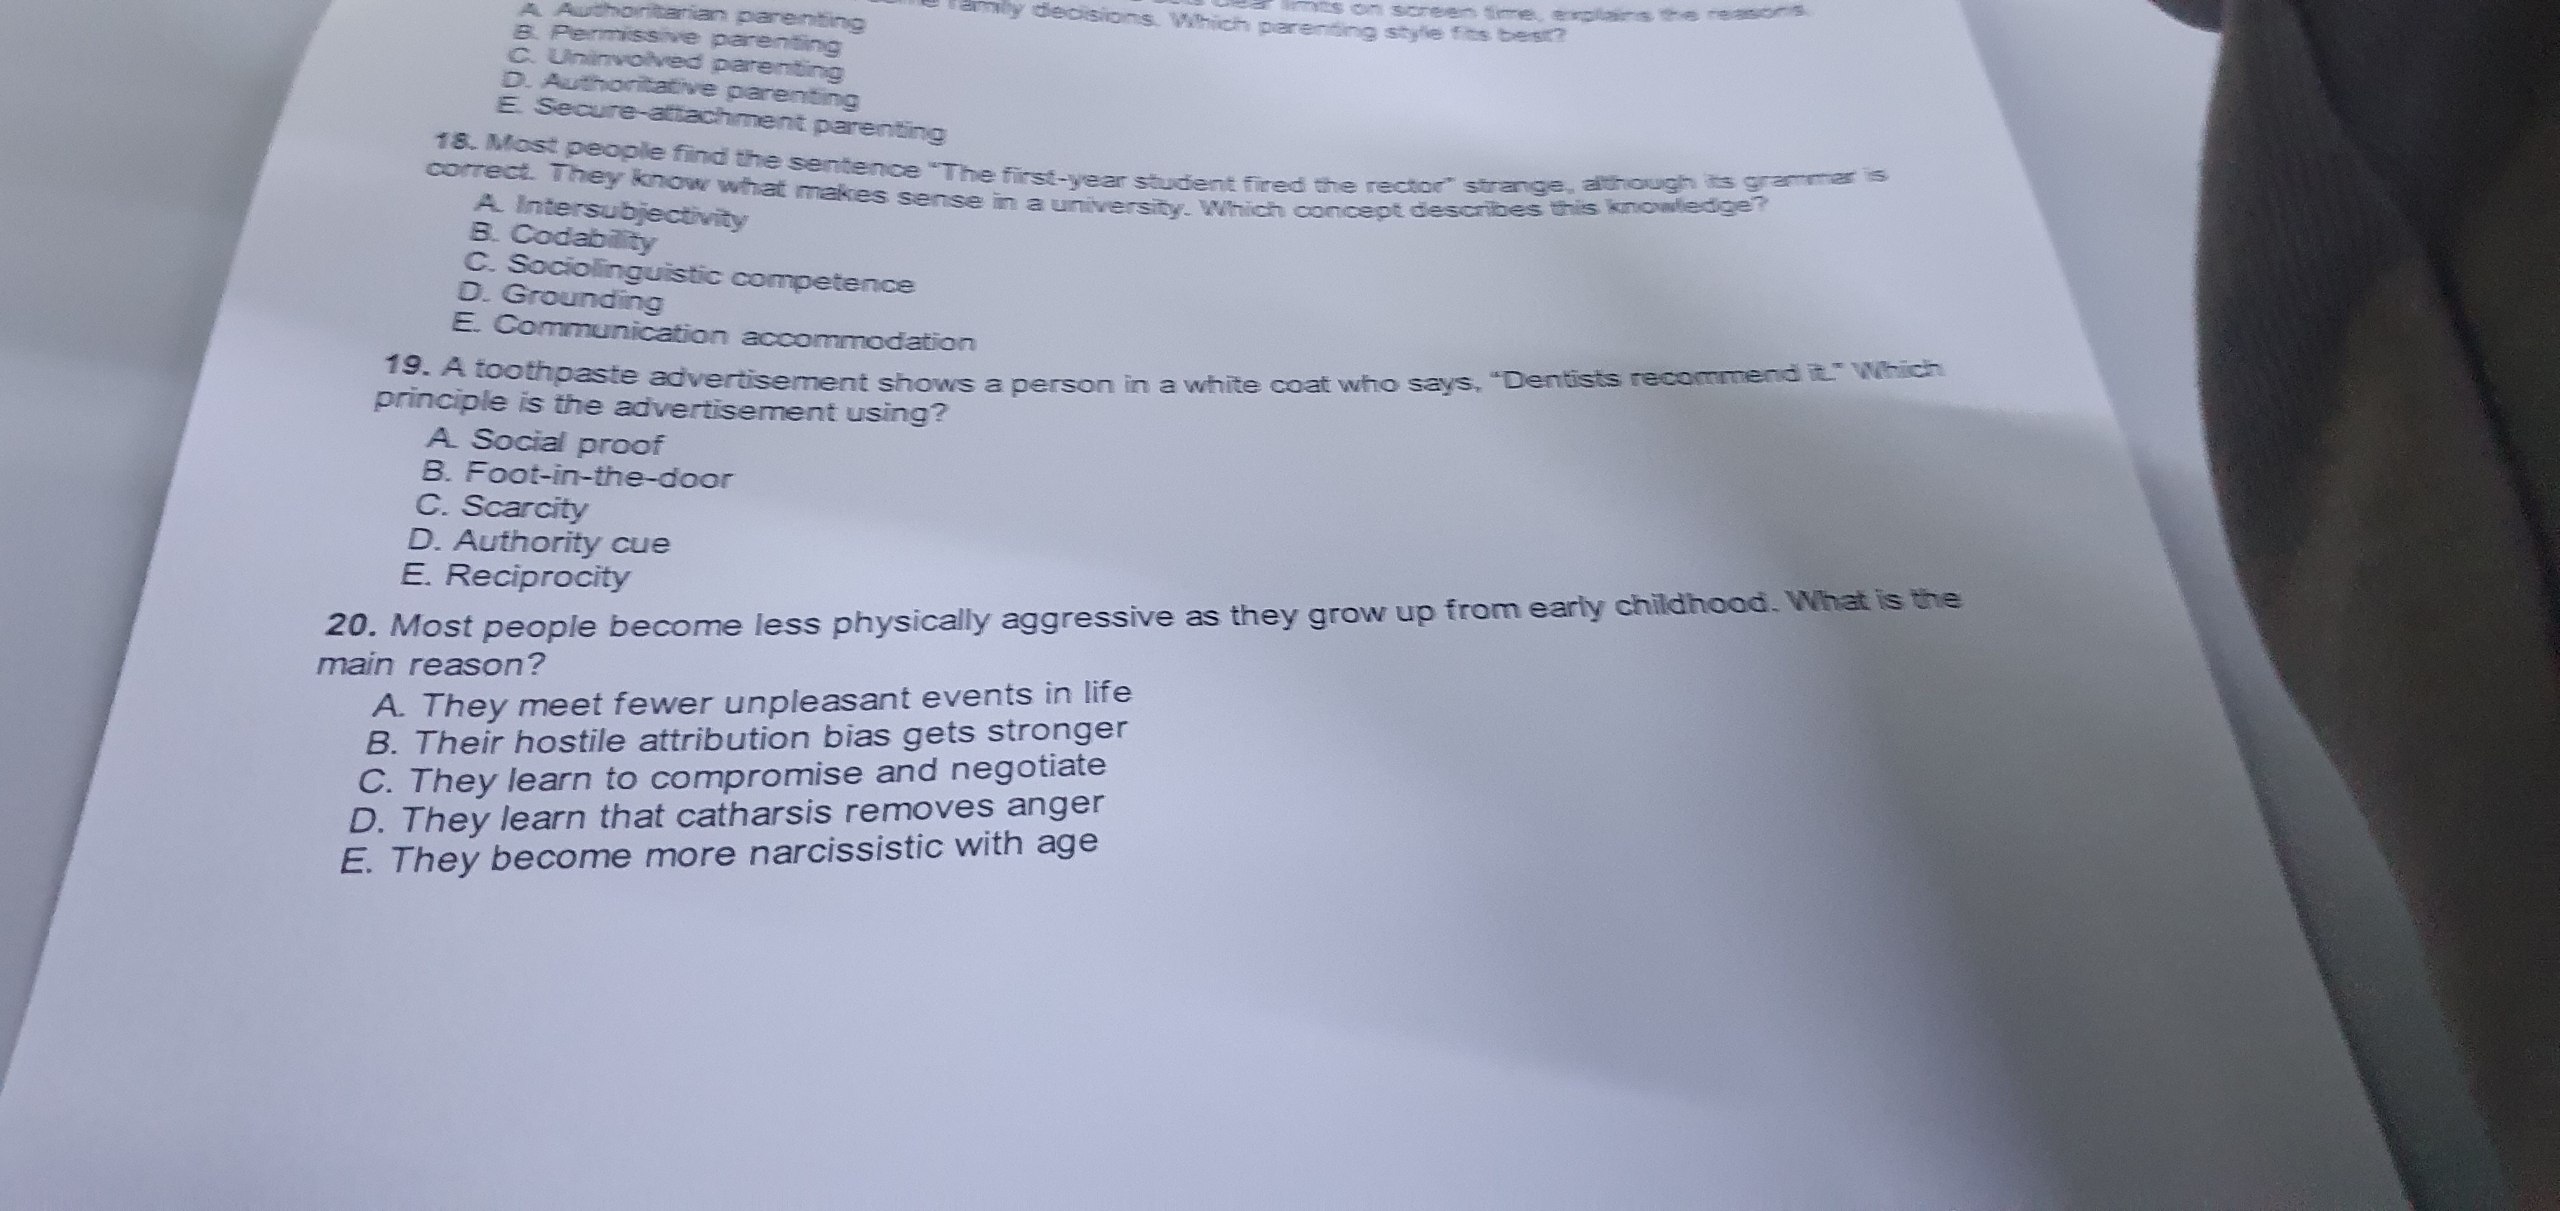 family decisions. Which parenting style fits best?
limits on screen time, explains the reasons.
A. Authoritarian parenting
B. Permissive parenting
C. Uninvolved parenting
D. Authoritative parenting
E. Secure-attachment parenting
18. Most people find the sentence "The first-year student fired the rector" strange, although its grammar is
correct. They know what makes sense in a university. Which concept describes this knowledge?
A. Intersubjectivity
B. Codability
C. Sociolinguistic competence
D. Grounding
E. Communication accommodation
19. A toothpaste advertisement shows a person in a white coat who says, "Dentists recommend it." Which
principle is the advertisement using?
A. Social proof
B. Foot-in-the-door
C. Scarcity
D. Authority cue
E. Reciprocity
20. Most people become less physically aggressive as they grow up from early childhood. What is the
main reason?
A. They meet fewer unpleasant events in life
B. Their hostile attribution bias gets stronger
C. They learn to compromise and negotiate
D. They learn that catharsis removes anger
E. They become more narcissistic with age